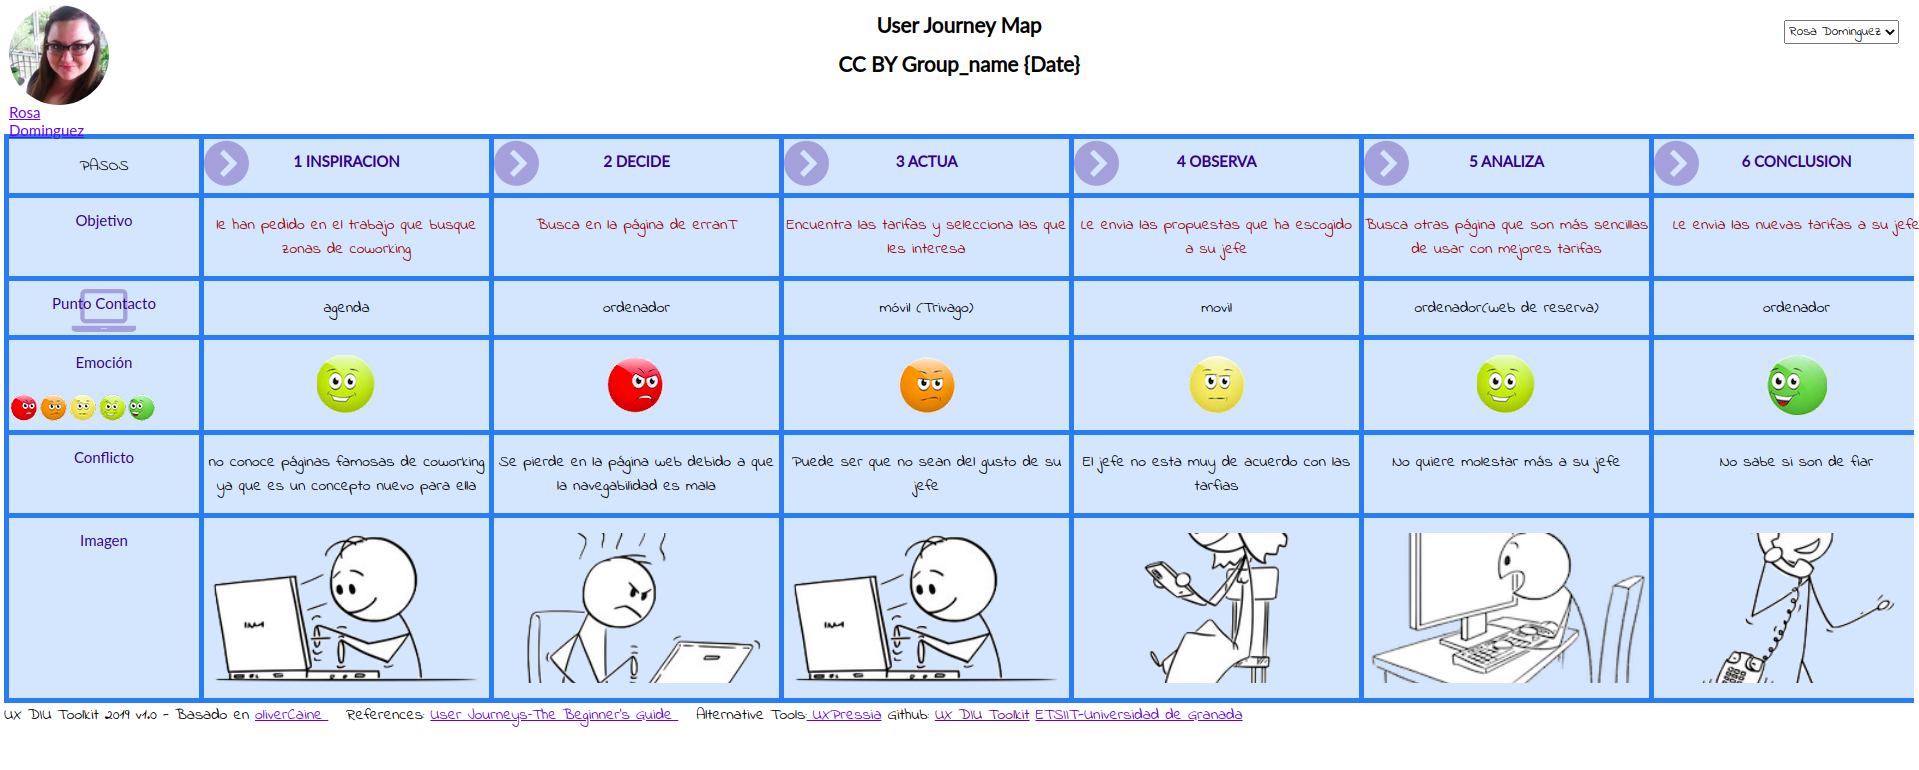 User Journey Map
Rosa Dominguez
CC BY Group_name {Date}
Rosa
Dominguez
PASOS
1 INSPIRACION
2 DECIDE
3 ACTUA
4 OBSERVA
5 ANALIZA
6 CONCLUSION
Objetivo
le han pedido en el trabajo que busque
zonas de coworking
Busca en la página de erranT
Encuentra las tarifas y selecciona las que
les interesa
Le envia las propuestas que ha escogido
a su jefe
Busca otras página que son más sencillas
de usar con mejores tarifas
Le envia las nuevas tarifas a su jefe
Punto Contacto
agenda
ordenador
móvil (Trivago)
movil
ordenador(web de reserva)
ordenador
Emoción
Conflicto
no conoce páginas famosas de coworking
ya que es un concepto nuevo para ella
Se pierde en la página web debido a que
la navegabilidad es mala
Puede ser que no sean del gusto de su
jefe
El jefe no esta muy de acuerdo con las
tarfias
No quiere molestar más a su jefe
No sabe si son de fiar
Imagen
UX DIU Toolkit 2019 v1.0 - Basado en oliverCaine References: User Journeys-The Beginner's Guide Alternative Tools: UXPressia Github: UX DIU Toolkit ETSIIT-Universidad de Granada